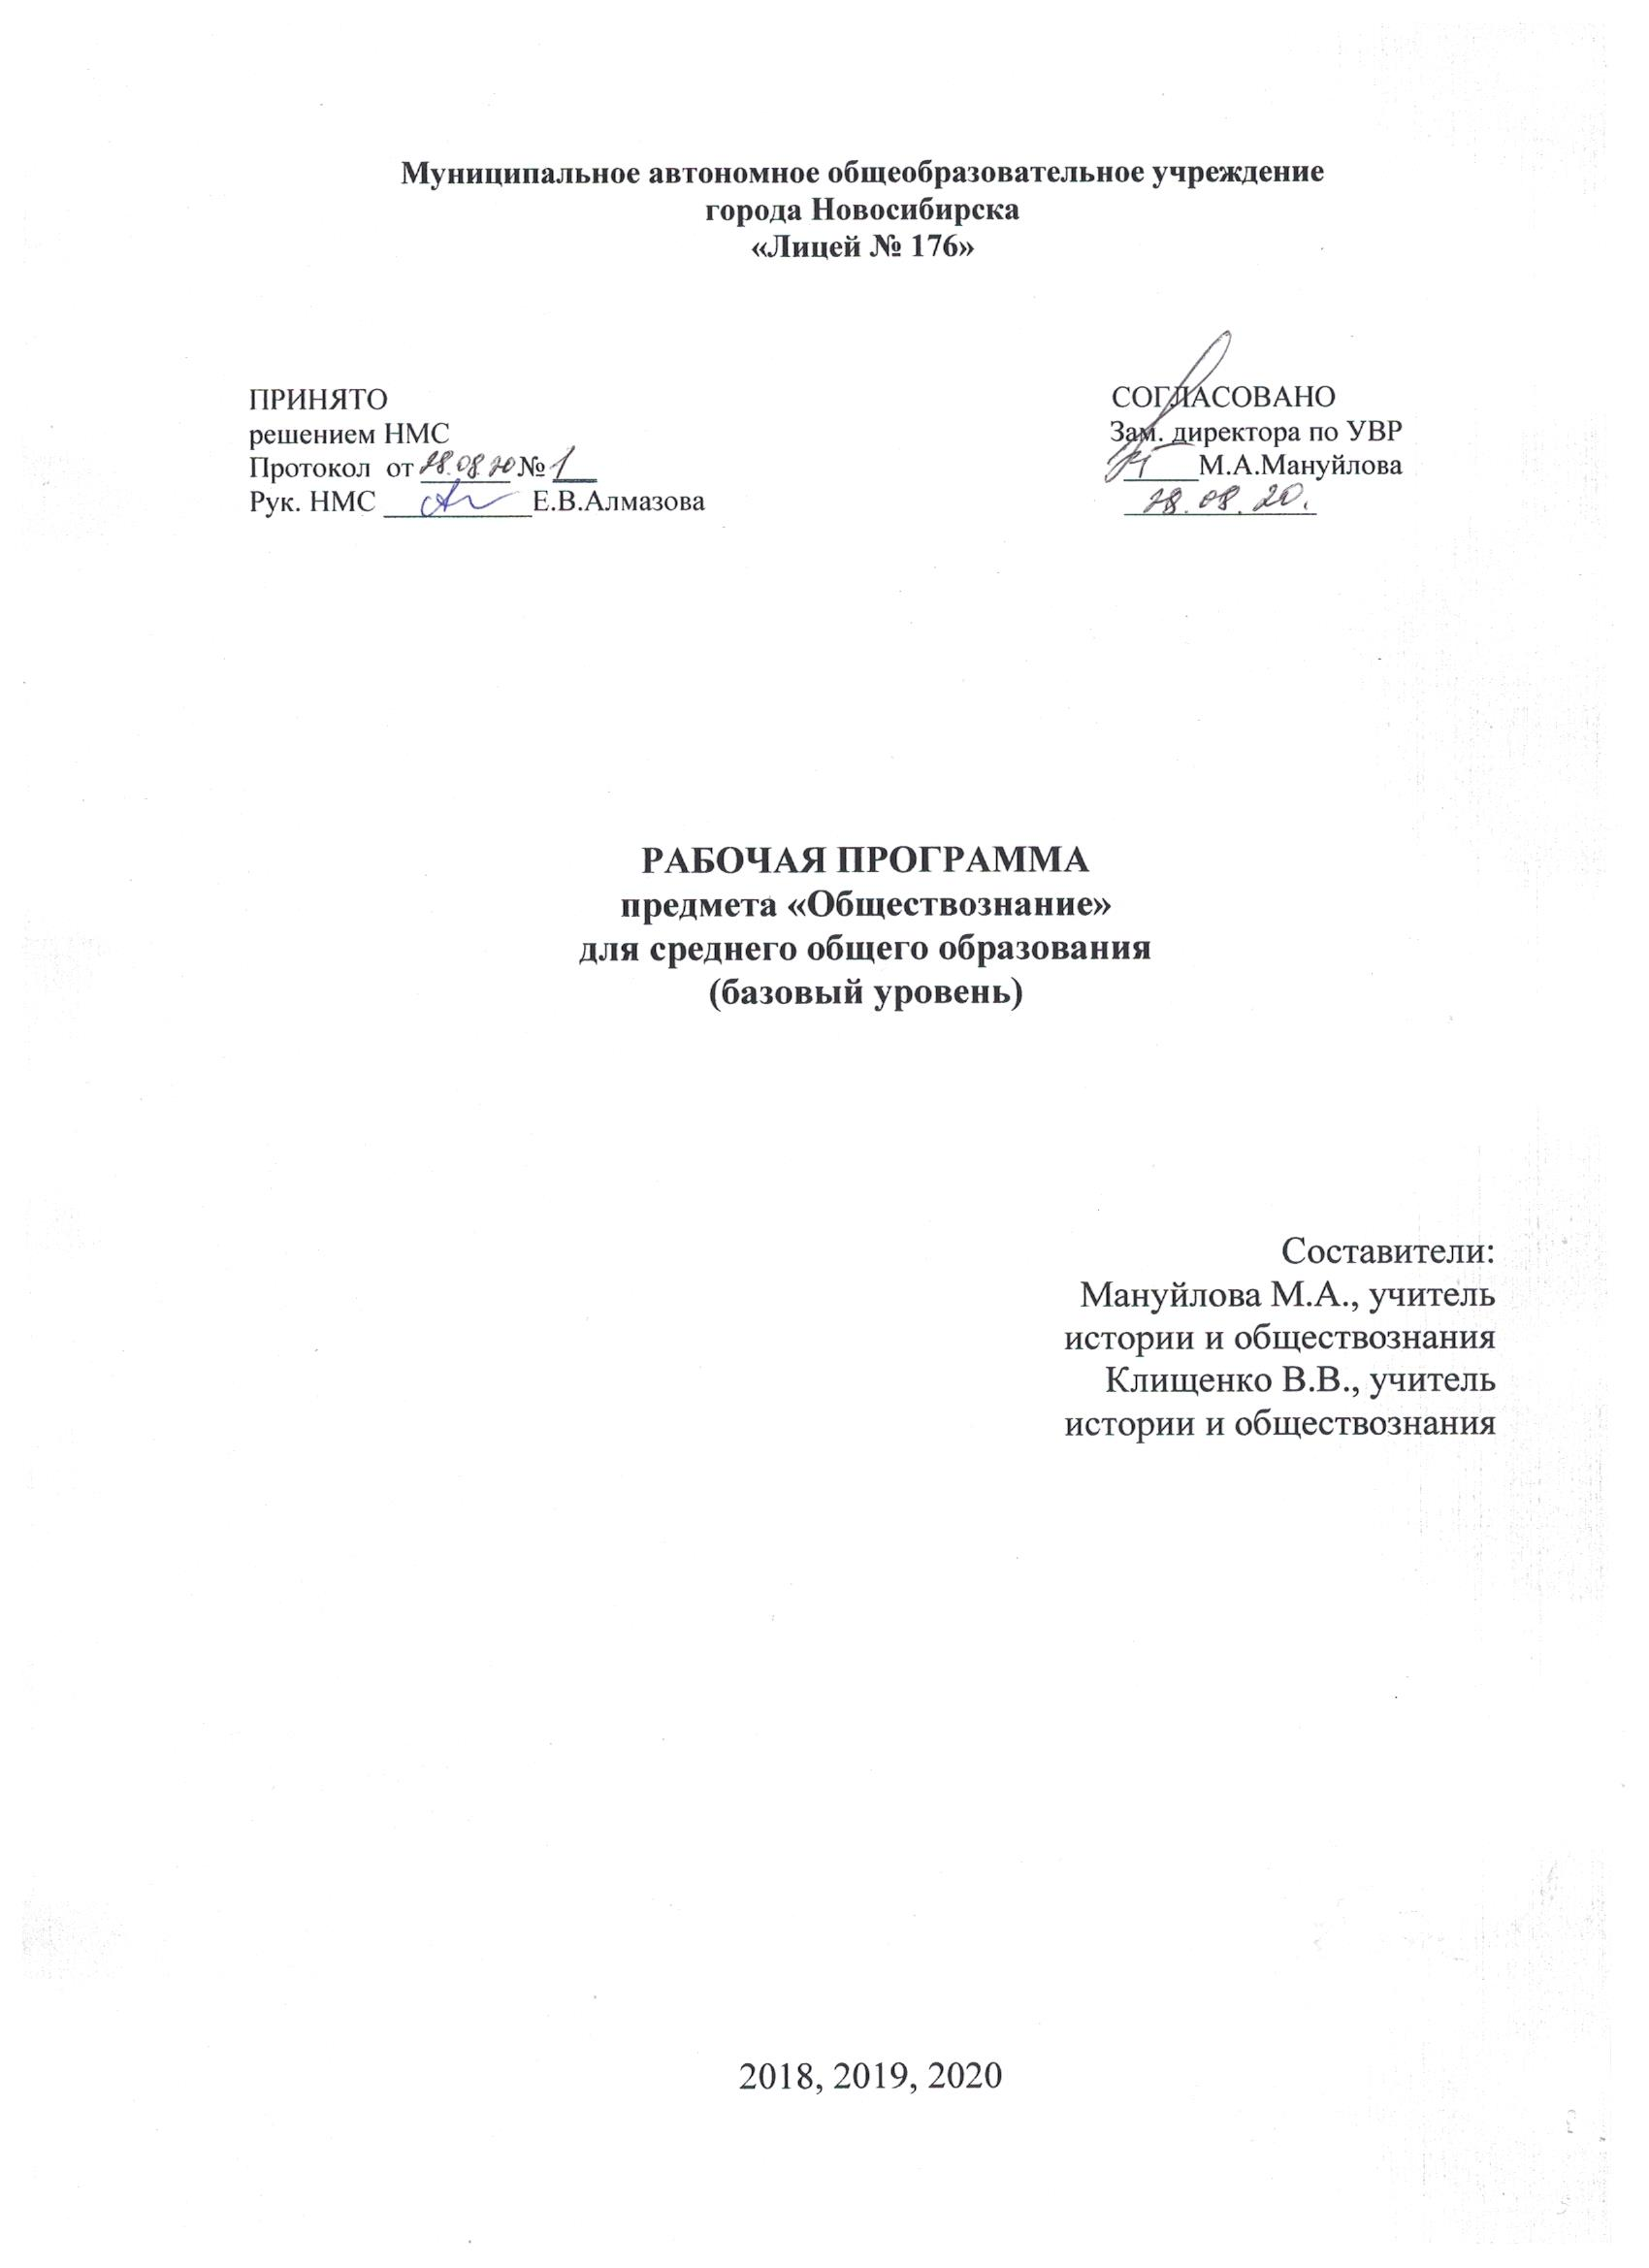 Муниципальное автономное общеобразовательное учреждение
города Новосибирска
«Лицей № 176»
ПРИНЯТО
решением НМС
Протокол от 28.08.20 № 1
Рук. НМС Е.В.Алмазова
СОГЛАСОВАНО
Зам. директора по УВР
М.А.Мануйлова
28.08.20.
РАБОЧАЯ ПРОГРАММА
предмета «Обществознание»
для среднего общего образования
(базовый уровень)
Составители:
Мануйлова М.А., учитель
истории и обществознания
Клищенко В.В., учитель
истории и обществознания
2018, 2019, 2020